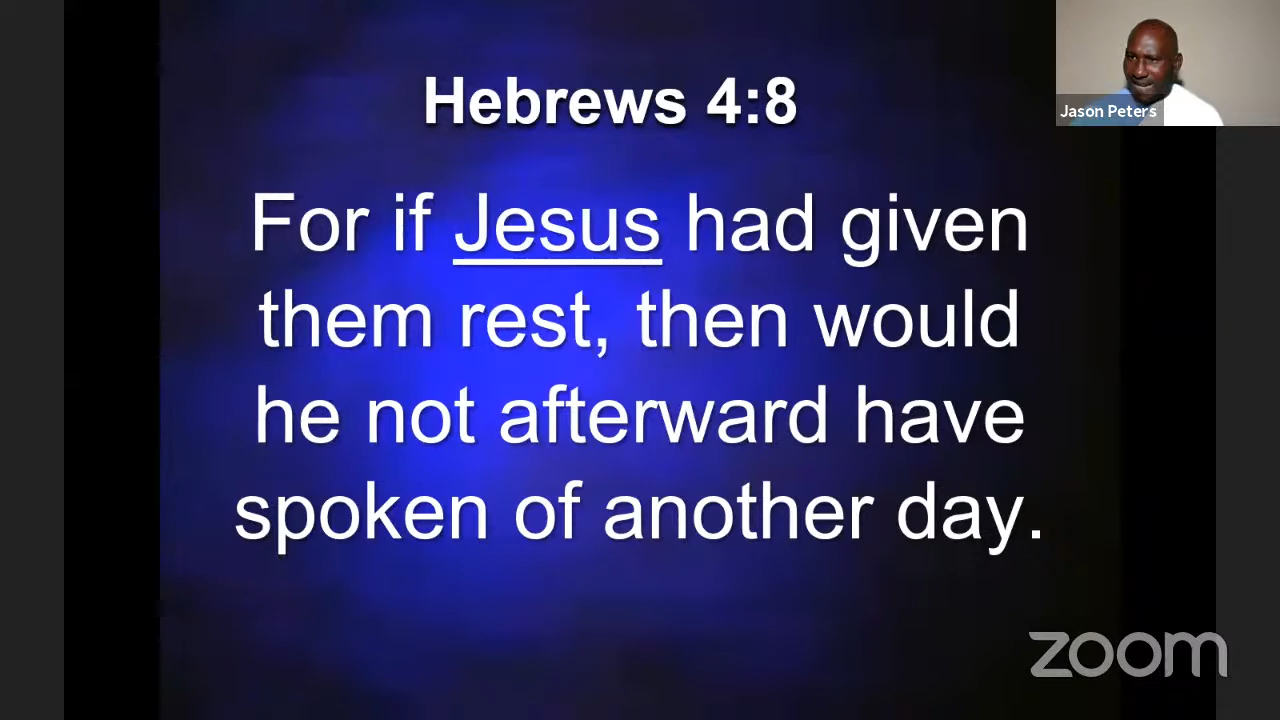 Hebrews 4:8
Jason Peters
For if Jesus had given
them rest, then would
he not afterward have
spoken of another day.
zoom